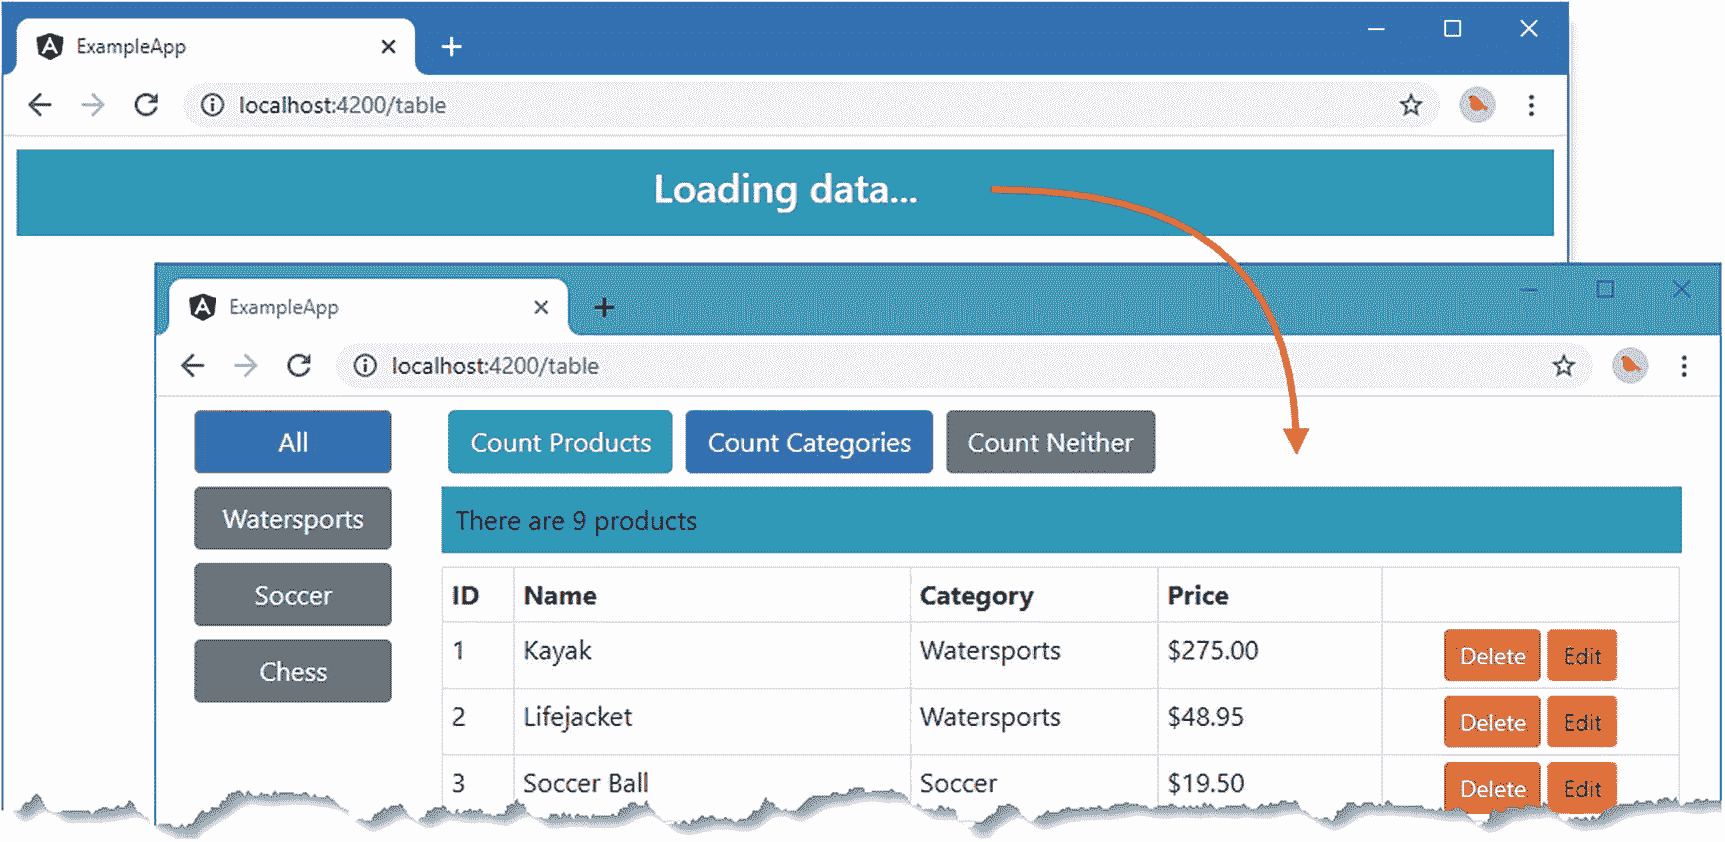 ExampleApp
localhost:4200/table
Loading data...
ExampleApp
localhost:4200/table
All
Count Products Count Categories Count Neither
Watersports
There are 9 products
Soccer
ID Name Category Price
Chess
1 Kayak Watersports $275.00 Delete Edit
2 Lifejacket Watersports $48.95 Delete Edit
3 Soccer Ball Soccer $19.50 Delete Edit